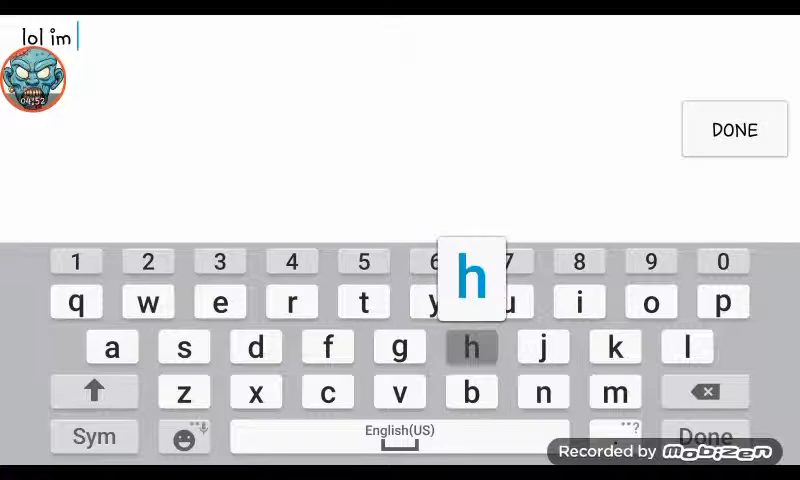 lol im
04:52
DONE
h
1 2 3 4 5 6 7 8 9 0
q w e r t y u i o p
a s d f g h j k l
z x c v b n m
Sym English(US) . ? Done
Recorded by mobizen